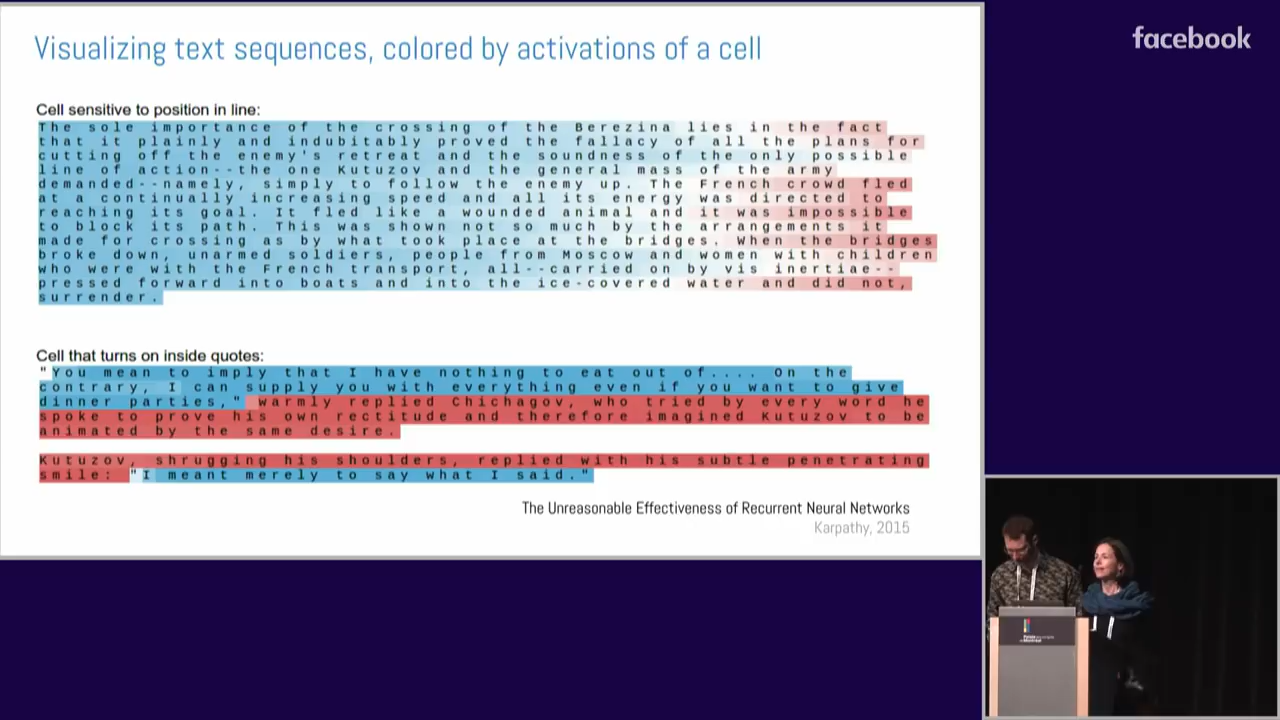 Visualizing text sequences, colored by activations of a cell
facebook
Cell sensitive to position in line:
The sole importance of the crossing of the Berezina lies in the fact
that it plainly and indubitably proved the fallacy of all the plans for
cutting off the enemy's retreat and the soundness of the only possible
line of action--the one Kutuzov and the general mass of the army
demanded--namely, simply to follow the enemy up. The French crowd fled
at a continually increasing speed and all its energy was directed to
reaching its goal. It fled like a wounded animal and it was impossible
to block its path. This was shown not so much by the arrangements it
made for crossing as by what took place at the bridges. When the bridges
broke down, unarmed soldiers, people from Moscow and women with children
who were with the French transport, all--carried on by vis inertiae--
pressed forward into boats and into the ice-covered water and did not,
surrender.
Cell that turns on inside quotes:
"You mean to imply that I have nothing to eat out of.... On the
contrary, I can supply you with everything even if you want to give
dinner parties," warmly replied Chichagov, who tried by every word he
spoke to prove his own rectitude and therefore imagined Kutuzov to be
animated by the same desire.
Kutuzov, shrugging his shoulders, replied with his subtle penetrating
smile: "I meant merely to say what I said."
The Unreasonable Effectiveness of Recurrent Neural Networks
Karpathy, 2015